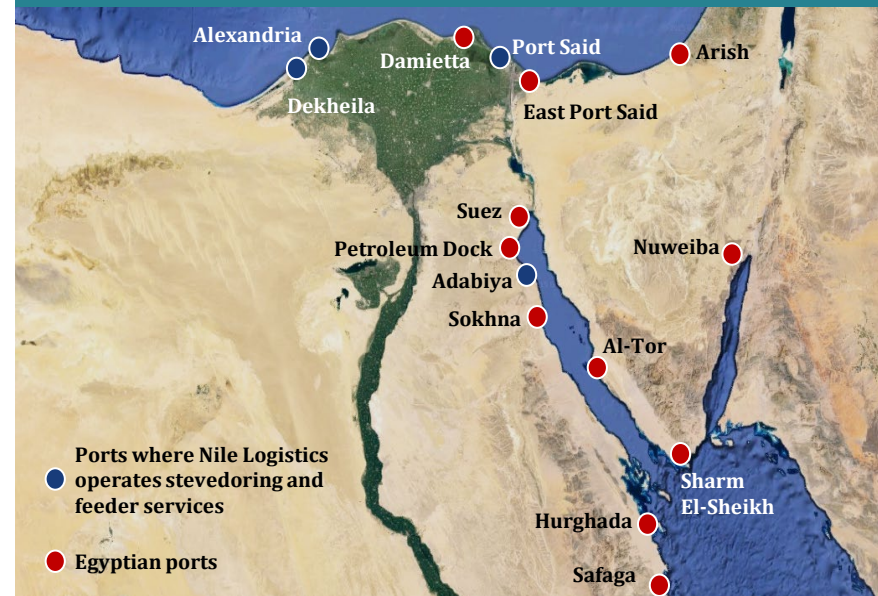 Alexandria
Dekheila
Damietta
Port Said
East Port Said
Arish
Suez
Petroleum Dock
Adabiya
Sokhna
Nuweiba
Al-Tor
Sharm
El-Sheikh
Hurghada
Safaga
Ports where Nile Logistics
operates stevedoring and
feeder services
Egyptian ports